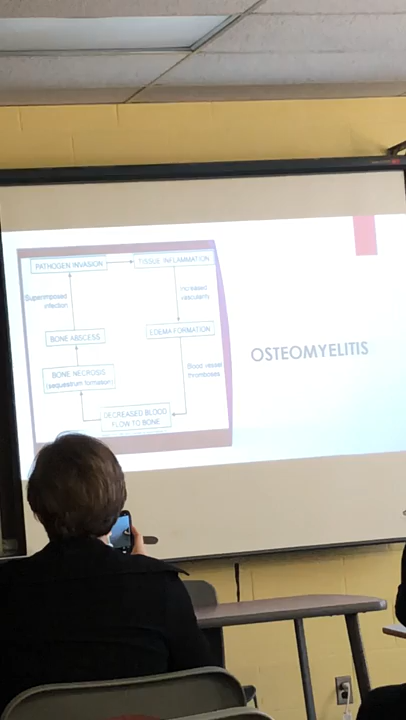 PATHOGEN INVASION
TISSUE INFLAMMATION
Superimposed
infection
Increased
vascularity
BONE ABSCESS
EDEMA FORMATION
BONE NECROSIS
(sequestrum formation)
Blood vessel
thromboses
DECREASED BLOOD
FLOW TO BONE
OSTEOMYELITIS